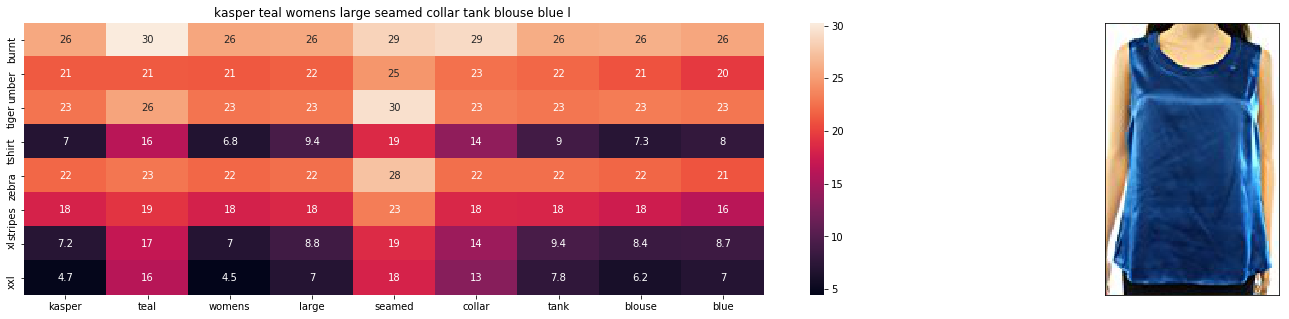 kasper teal womens large seamed collar tank blouse blue l
burnt 26 30 26 26 29 29 26 26 26
umber 21 21 21 22 25 23 22 21 20
tiger 23 26 23 23 30 23 23 23 23
tshirt 7 16 6.8 9.4 19 14 9 7.3 8
zebra 22 23 22 22 28 22 22 22 21
stripes 18 19 18 18 23 18 18 18 16
xl 7.2 17 7 8.8 19 14 9.4 8.4 8.7
xxl 4.7 16 4.5 7 18 13 7.8 6.2 7
kasper teal womens large seamed collar tank blouse blue
30
25
20
15
10
5